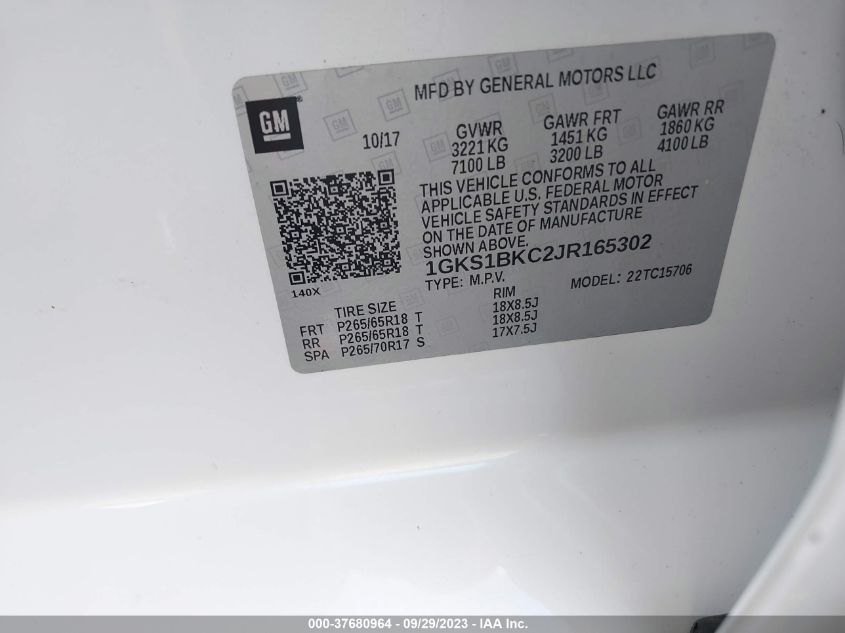 MFD BY GENERAL MOTORS LLC
GM
®
10/17
GVWR
3221 KG
7100 LB
GAWR FRT
1451 KG
3200 LB
GAWR RR
1860 KG
4100 LB
THIS VEHICLE CONFORMS TO ALL
APPLICABLE U.S. FEDERAL MOTOR
VEHICLE SAFETY STANDARDS IN EFFECT
ON THE DATE OF MANUFACTURE
SHOWN ABOVE.
1GKS1BKC2JR165302
TYPE: M.P.V.
MODEL: 22TC15706
140X
TIRE SIZE RIM
FRT P265/65R18 T 18X8.5J
RR P265/65R18 T 18X8.5J
SPA P265/70R17 S 17X7.5J
000-37680964 - 09/29/2023 - IAA Inc.